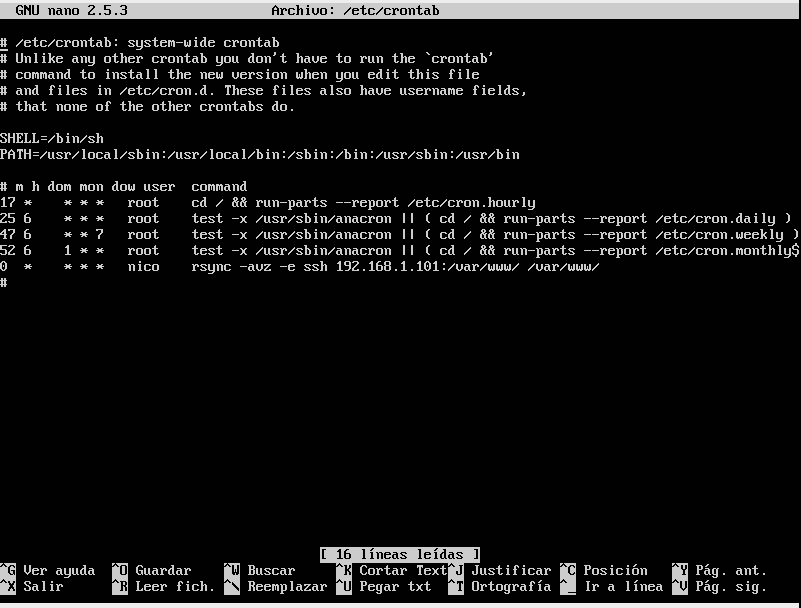 GNU nano 2.5.3 Archivo: /etc/crontab
# /etc/crontab: system-wide crontab
# Unlike any other crontab you don't have to run the `crontab'
# command to install the new version when you edit this file
# and files in /etc/cron.d. These files also have username fields,
# that none of the other crontabs do.
SHELL=/bin/sh
PATH=/usr/local/sbin:/usr/local/bin:/sbin:/bin:/usr/sbin:/usr/bin
# m h dom mon dow user command
17 * * * * root cd / && run-parts --report /etc/cron.hourly
25 6 * * * root test -x /usr/sbin/anacron || ( cd / && run-parts --report /etc/cron.daily )
47 6 * * 7 root test -x /usr/sbin/anacron || ( cd / && run-parts --report /etc/cron.weekly )
52 6 1 * * root test -x /usr/sbin/anacron || ( cd / && run-parts --report /etc/cron.monthly$
0 * * * * nico rsync -avz -e ssh 192.168.1.101:/var/www/ /var/www/
#
[ 16 líneas leídas ]
^G Ver ayuda ^O Guardar ^W Buscar ^K Cortar Text ^J Justificar ^C Posición ^Y Pág. ant.
^X Salir ^R Leer fich. ^\ Reemplazar ^U Pegar txt ^T Ortografía ^_ Ir a línea ^V Pág. sig.